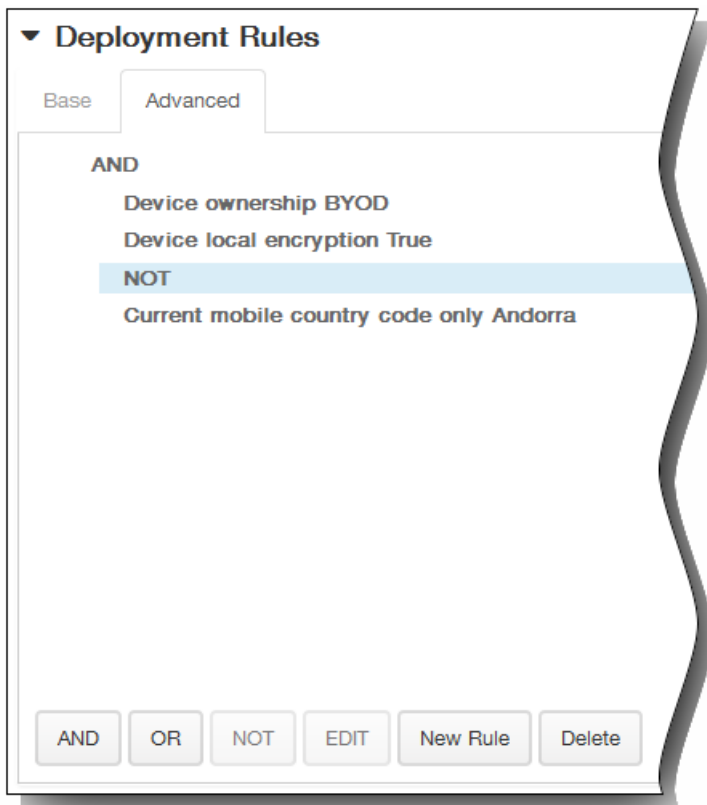 Deployment Rules
Base Advanced
AND
Device ownership BYOD
Device local encryption True
NOT
Current mobile country code only Andorra
AND OR NOT EDIT New Rule Delete